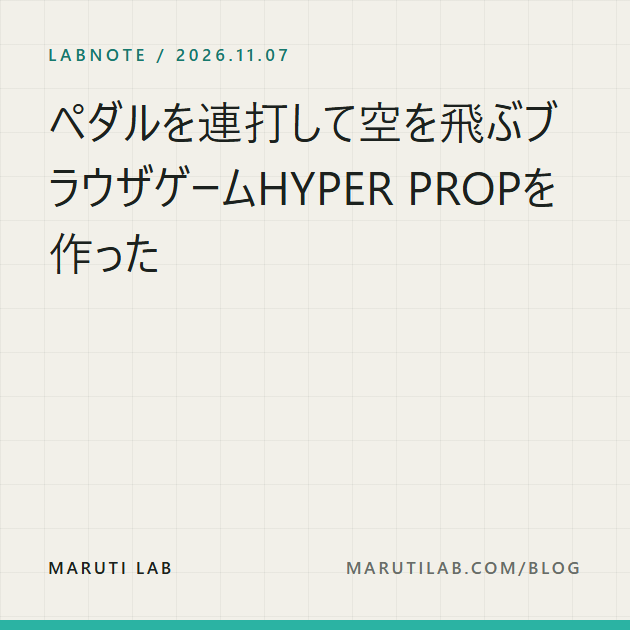 LABNOTE / 2026.11.07
ペダルを連打して空を飛ぶブ
ラウザゲームHYPER PROPを
作った
MARUTI LAB
MARUTILAB.COM/BLOG